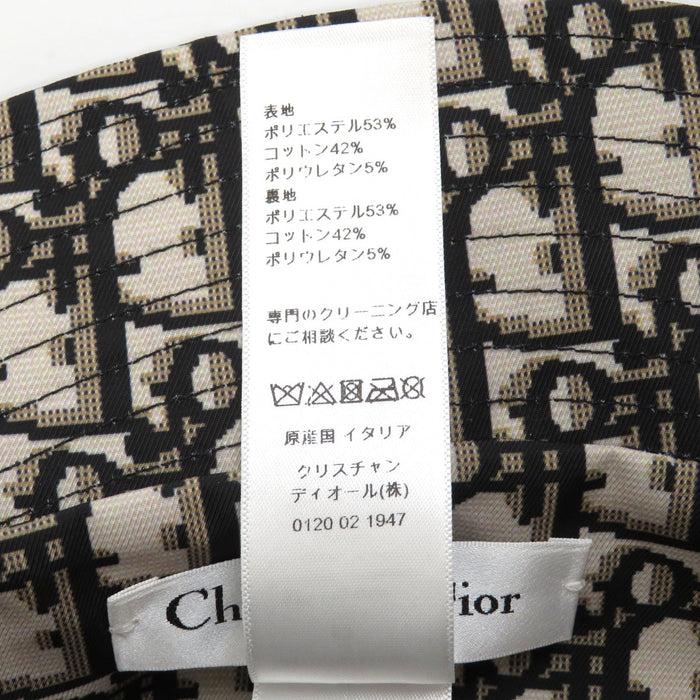 表地
ポリエステル53%
コットン42%
ポリウレタン5%
裏地
ポリエステル53%
コットン42%
ポリウレタン5%
専門のクリーニング店
にご相談ください。
原産国 イタリア
クリスチャン
ディオール(株)
0120 02 1947
Ch Dior